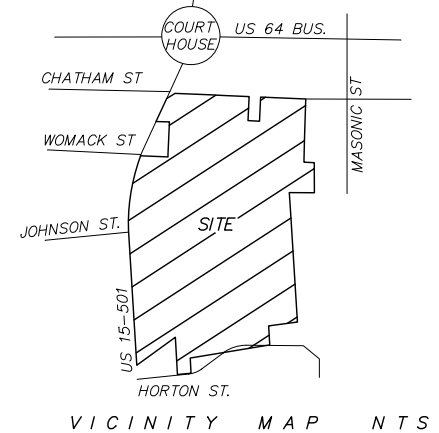 COURT
HOUSE
US 64 BUS.
CHATHAM ST
MASONIC ST
WOMACK ST
JOHNSON ST.
SITE
US 15-501
HORTON ST.
VICINITY MAP NTS